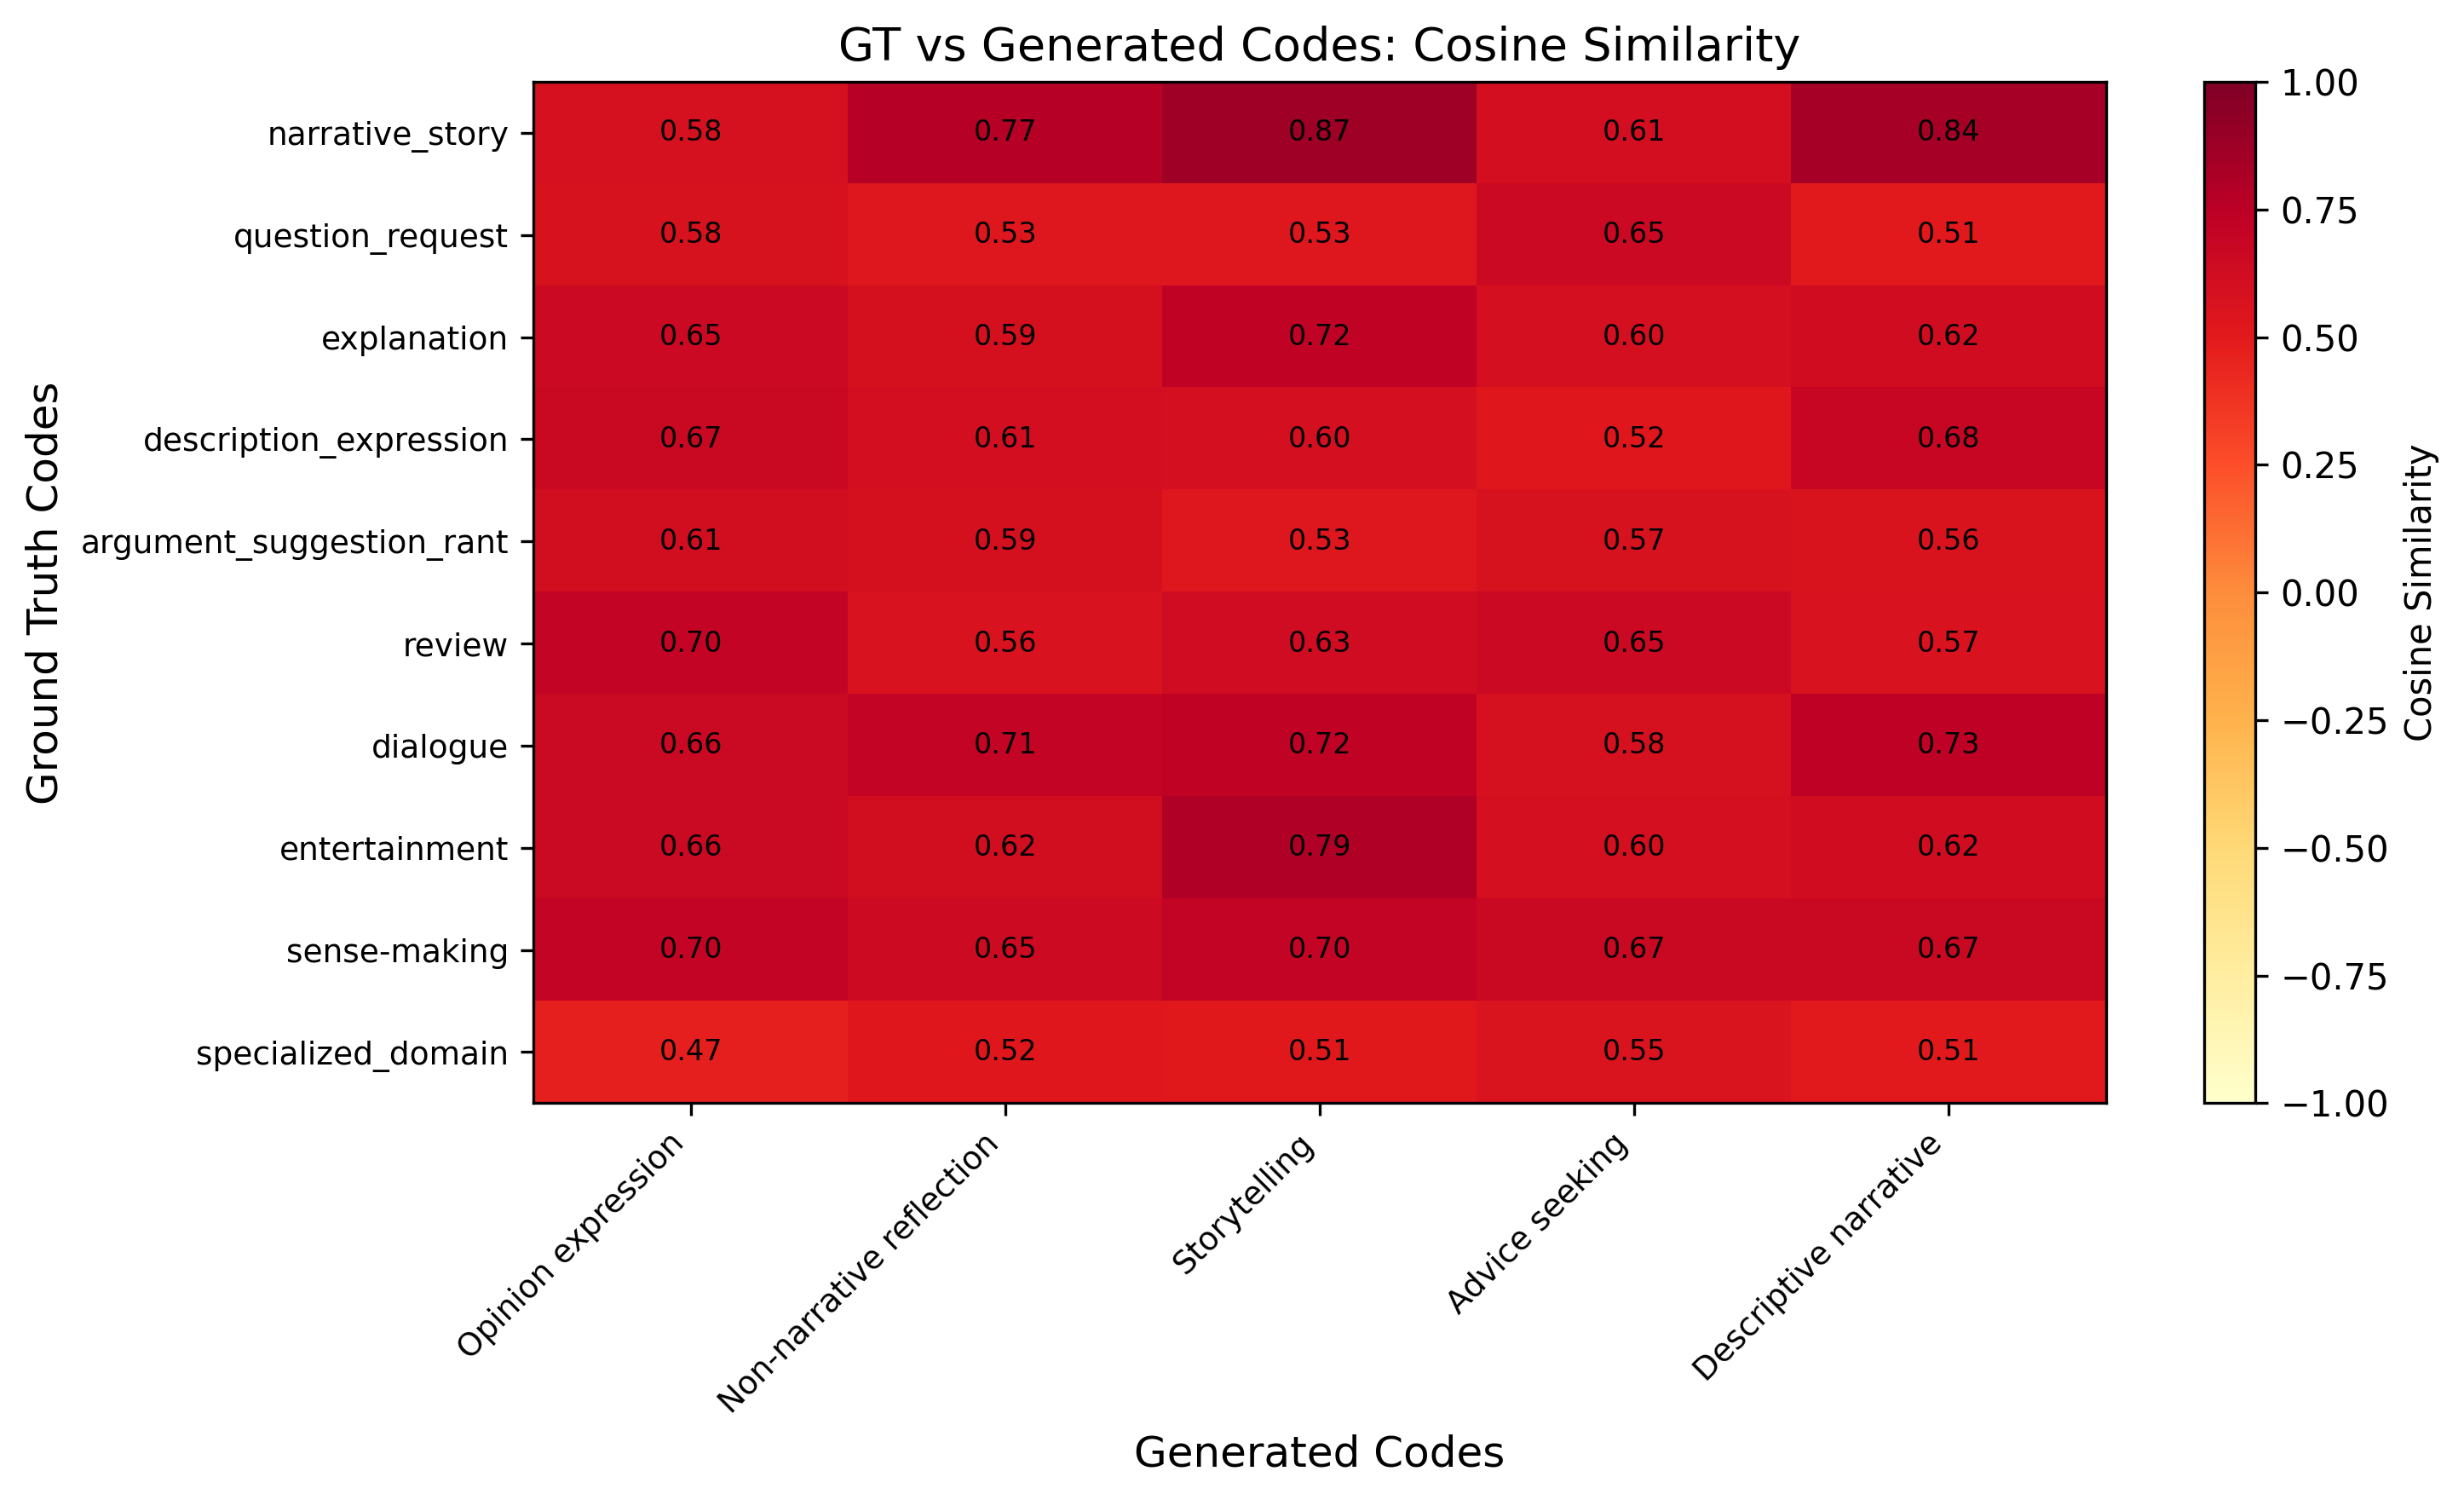 GT vs Generated Codes: Cosine Similarity
Ground Truth Codes
narrative_story 0.58 0.77 0.87 0.61 0.84
question_request 0.58 0.53 0.53 0.65 0.51
explanation 0.65 0.59 0.72 0.60 0.62
description_expression 0.67 0.61 0.60 0.52 0.68
argument_suggestion_rant 0.61 0.59 0.53 0.57 0.56
review 0.70 0.56 0.63 0.65 0.57
dialogue 0.66 0.71 0.72 0.58 0.73
entertainment 0.66 0.62 0.79 0.60 0.62
sense-making 0.70 0.65 0.70 0.67 0.67
specialized_domain 0.47 0.52 0.51 0.55 0.51
Opinion expression
Non-narrative reflection
Storytelling
Advice seeking
Descriptive narrative
Generated Codes
1.00
0.75
0.50
0.25
0.00
−0.25
−0.50
−0.75
−1.00
Cosine Similarity